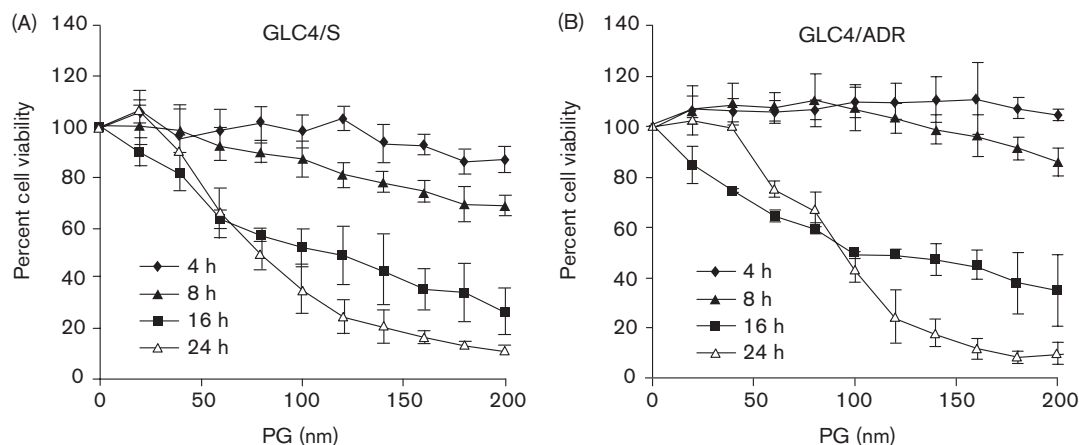 (A)
GLC4/S
140
120
100
80
60
40
20
0
Percent cell viability
4 h
8 h
16 h
24 h
0 50 100 150 200
PG (nm)
(B)
GLC4/ADR
140
120
100
80
60
40
20
0
Percent cell viability
4 h
8 h
16 h
24 h
0 50 100 150 200
PG (nm)